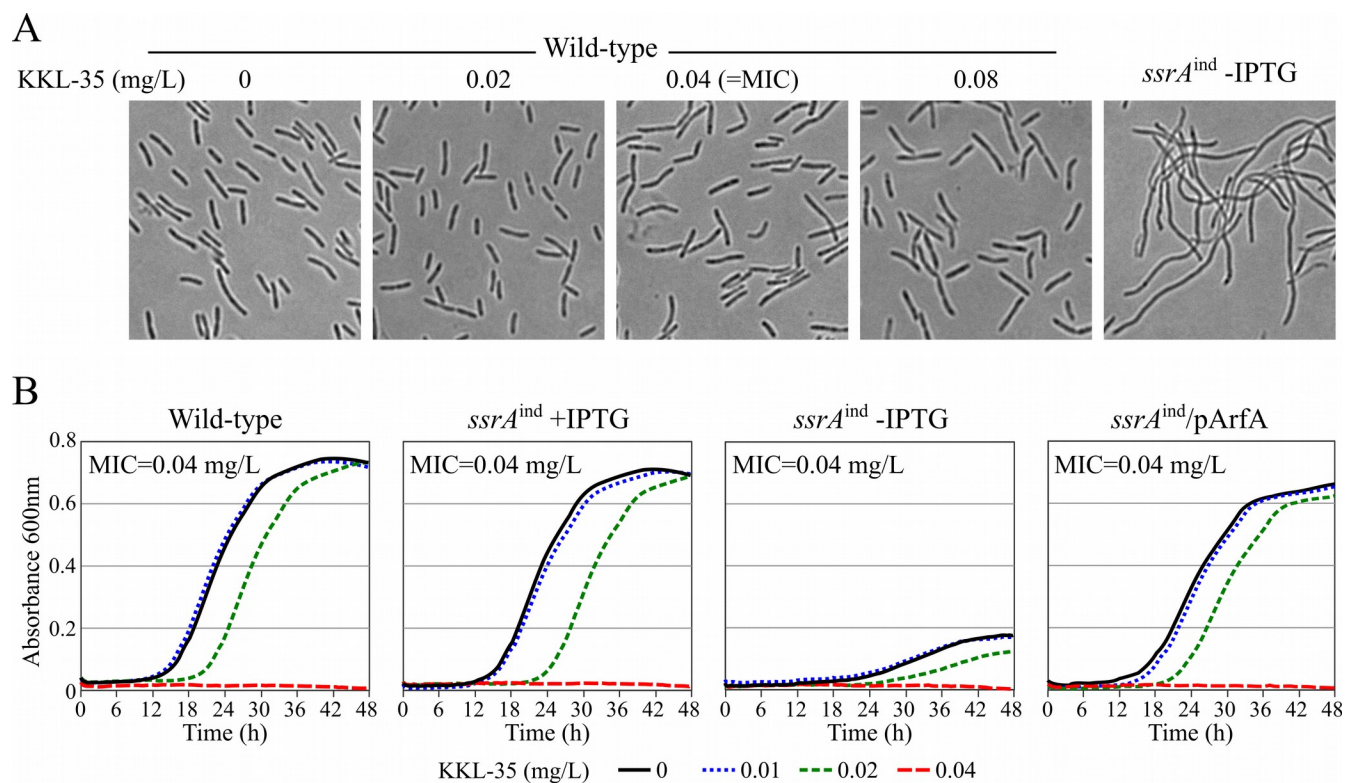 A
Wild-type
KKL-35 (mg/L) 0 0.02 0.04 (=MIC) 0.08 ssrAind -IPTG
B
Wild-type ssrAind +IPTG ssrAind -IPTG ssrAind/pArfA
MIC=0.04 mg/L MIC=0.04 mg/L MIC=0.04 mg/L MIC=0.04 mg/L
Absorbance 600nm
0.8
0.6
0.4
0.2
0
0 6 12 18 24 30 36 42 48 0 6 12 18 24 30 36 42 48 0 6 12 18 24 30 36 42 48 0 6 12 18 24 30 36 42 48
Time (h) Time (h) Time (h) Time (h)
KKL-35 (mg/L) 0 0.01 0.02 0.04